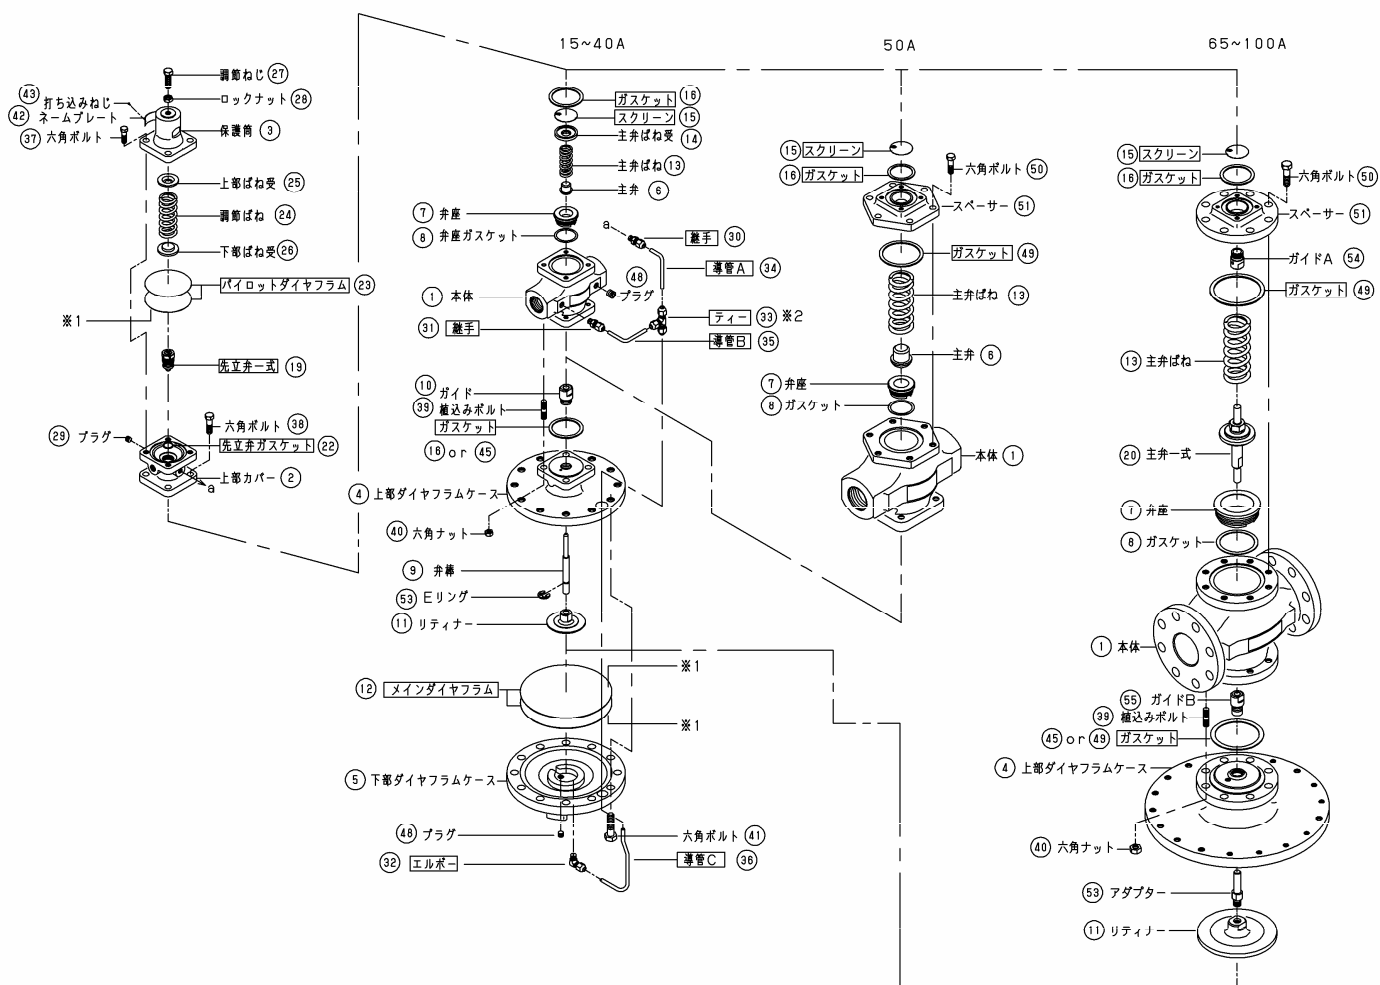 15~40A
50A
65~100A
調節ねじ 27
ロックナット 28
43 打ち込みねじ
42 ネームプレート
37 六角ボルト
保護筒 3
上部ばね受 25
調節ばね 24
下部ばね受 26
パイロットダイヤフラム 23
※1
先立弁一式 19
六角ボルト 38
29 プラグ
先立弁ガスケット 22
上部カバー 2
a
ガスケット 16
スクリーン 15
主弁ばね受 14
主弁ばね 13
主弁 6
7 弁座
8 弁座ガスケット
a
継手 30
導管A 34
48
プラグ
1 本体
ティー 33 ※2
31 継手
導管B 35
10 ガイド
39 植込みボルト
ガスケット
16 or 45
4 上部ダイヤフラムケース
40 六角ナット
9 弁棒
53 Eリング
11 リティナー
※1
12 メインダイヤフラム
※1
5 下部ダイヤフラムケース
48 プラグ
六角ボルト 41
32 エルボー
導管C 36
15 スクリーン
16 ガスケット
六角ボルト 50
スペーサー 51
ガスケット 49
主弁ばね 13
主弁 6
7 弁座
8 ガスケット
本体 1
15 スクリーン
16 ガスケット
六角ボルト 50
スペーサー 51
ガイドA 54
ガスケット 49
13 主弁ばね
20 主弁一式
7 弁座
8 ガスケット
1 本体
55 ガイドB
39 植込みボルト
45 or 49 ガスケット
4 上部ダイヤフラムケース
40 六角ナット
53 アダプター
11 リティナー